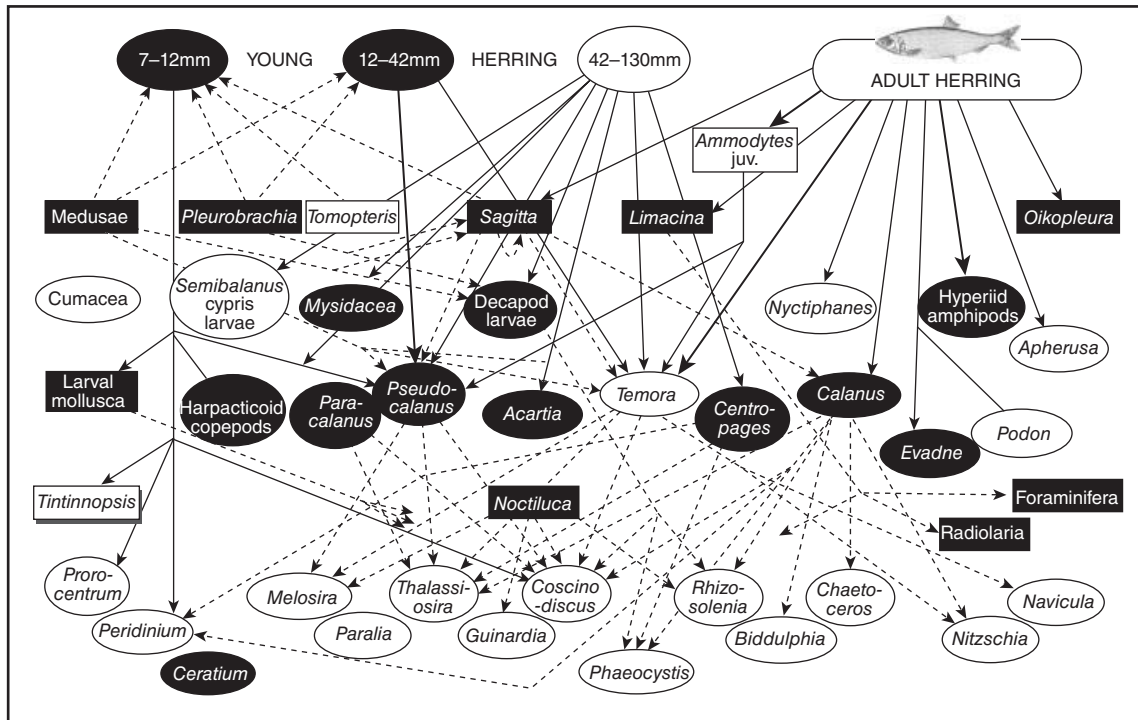 7–12mm
YOUNG
12–42mm
HERRING
42–130mm
ADULT HERRING
Ammodytes
juv.
Medusae
Pleurobrachia
Tomopteris
Sagitta
Limacina
Oikopleura
Cumacea
Semibalanus
cypris
larvae
Mysidacea
Decapod
larvae
Nyctiphanes
Hyperiid
amphipods
Apherusa
Larval
mollusca
Harpacticoid
copepods
Para-
calanus
Pseudo-
calanus
Acartia
Temora
Centro-
pages
Calanus
Evadne
Podon
Tintinnopsis
Noctiluca
Foraminifera
Radiolaria
Proro-
centrum
Peridinium
Ceratium
Melosira
Paralia
Thalassi-
osira
Guinardia
Coscino
-discus
Phaeocystis
Rhizo-
solenia
Biddulphia
Chaeto-
ceros
Nitzschia
Navicula